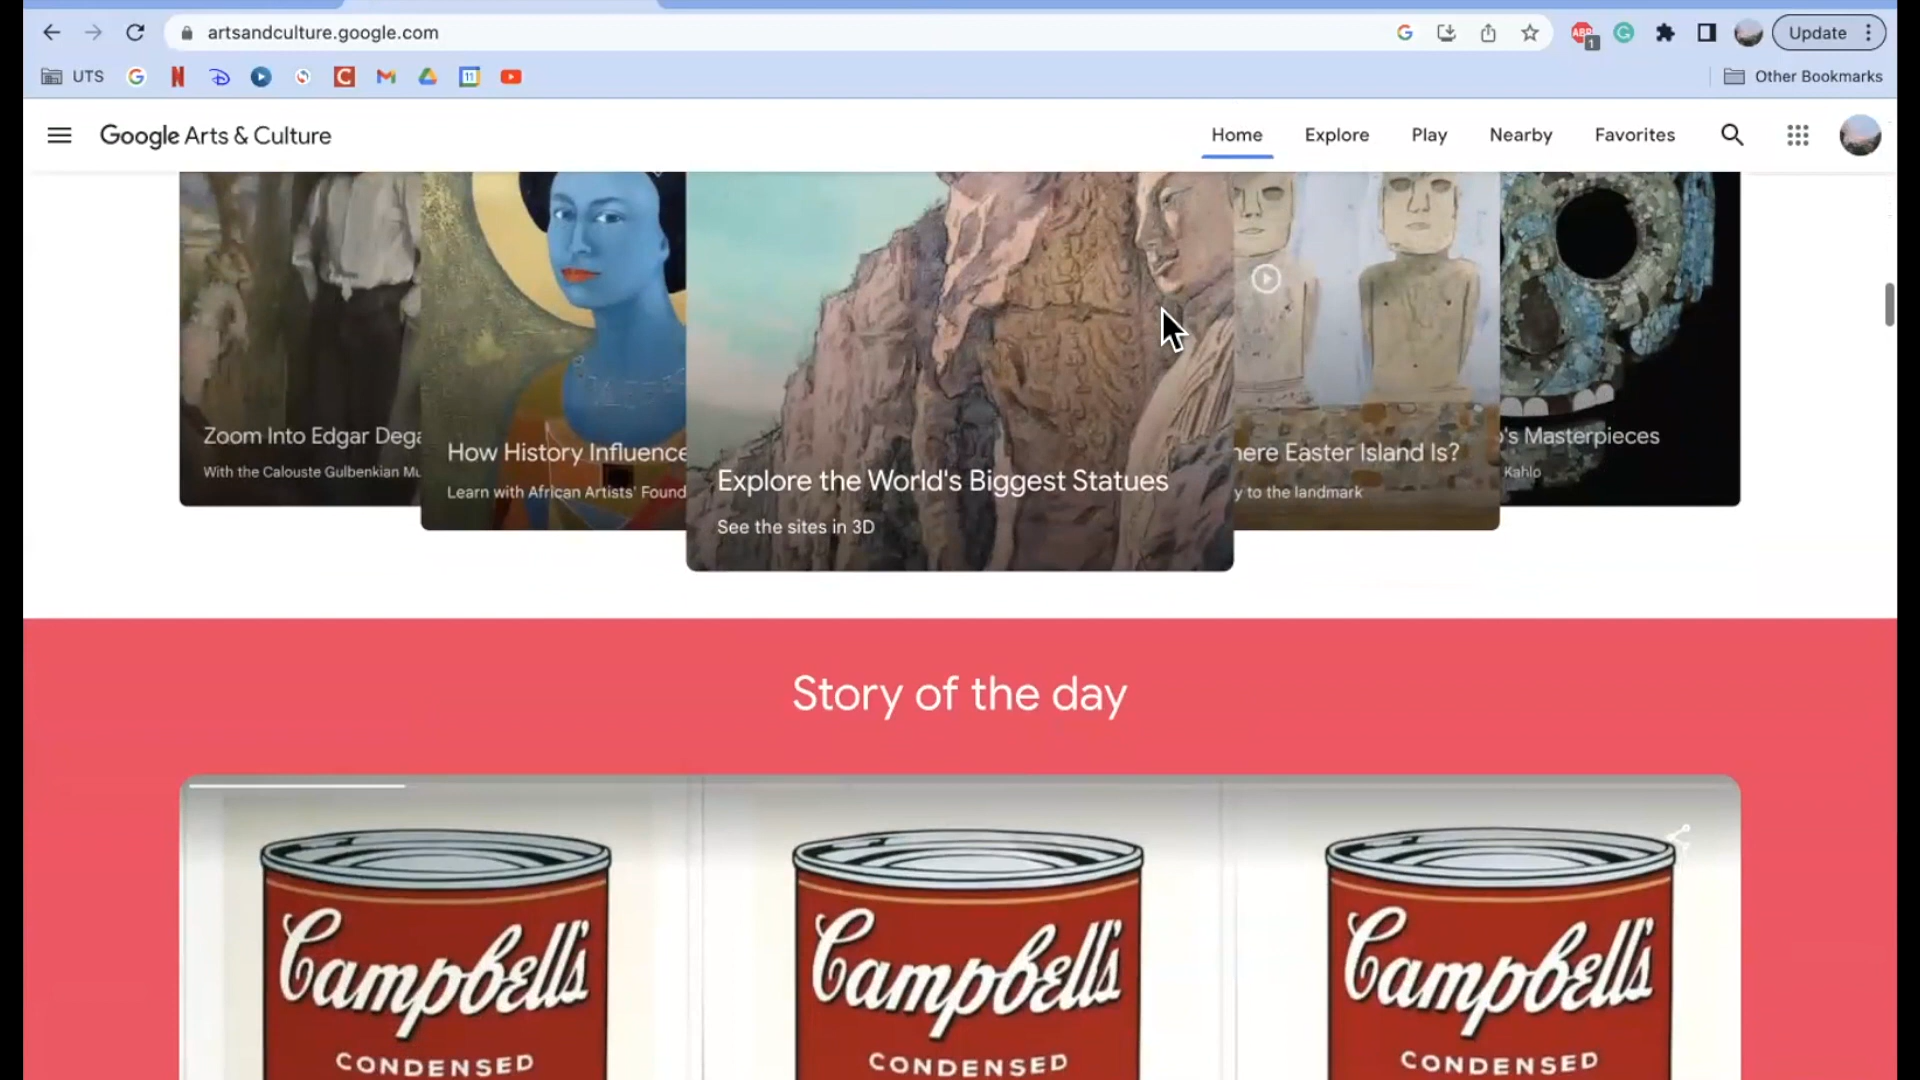 artsandculture.google.com
1
Update
UTS
11
Other Bookmarks
Google Arts & Culture
Home
Explore
Play
Nearby
Favorites
Zoom Into Edgar Dega
With the Calouste Gulbenkian Mu
How History Influence
Learn with African Artists' Found
Explore the World's Biggest Statues
See the sites in 3D
here Easter Island Is?
y to the landmark
o's Masterpieces
Kahlo
Story of the day
Campbell's
CONDENSED
Campbell's
CONDENSED
Campbell's
CONDENSED